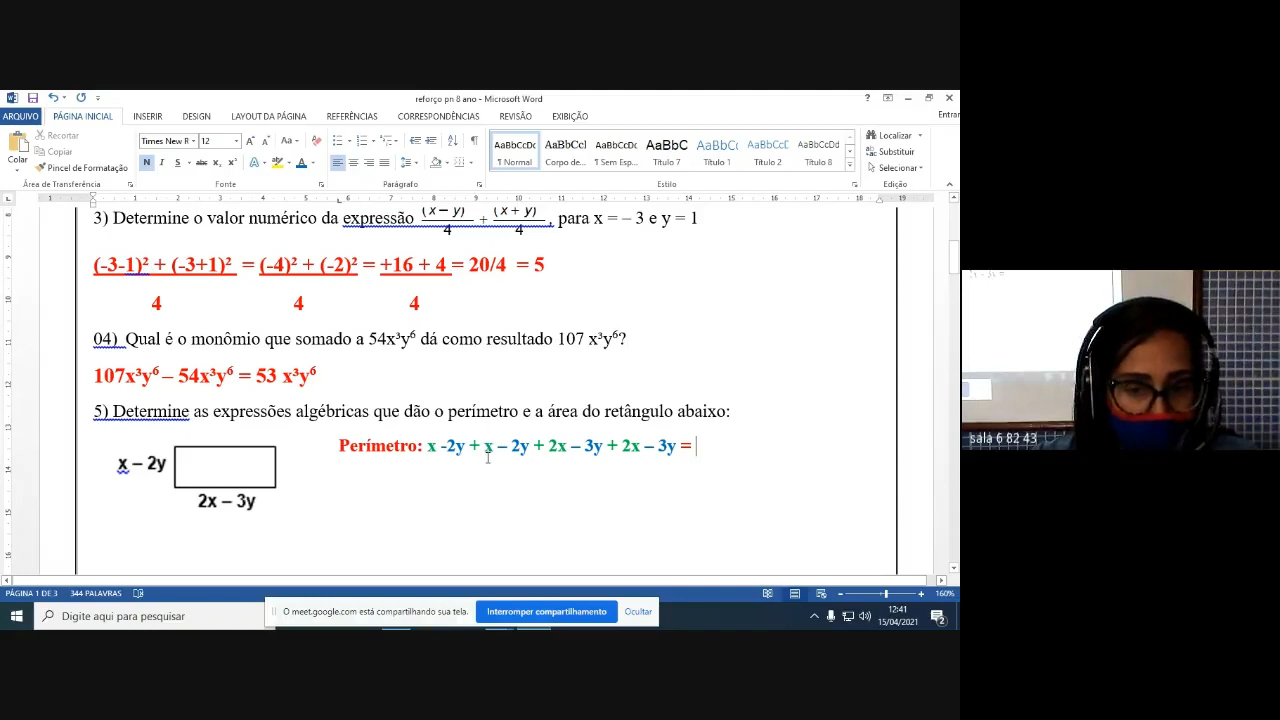 reforço pn 8 ano - Microsoft Word
ARQUIVO PÁGINA INICIAL INSERIR DESIGN LAYOUT DA PÁGINA REFERÊNCIAS CORRESPONDÊNCIAS REVISÃO EXIBIÇÃO Entrar
Colar
Recortar
Copiar
Pincel de Formatação
Área de Transferência
Times New R 12
N I S
Fonte
Parágrafo
AaBbCcDc AaBbCcI AaBbCcDc AaBbCcI AaBbCc AaBbCcD AaBbCcDd
¶ Normal Corpo de... ¶ Sem Esp... Título 7 Título 1 Título 2 Título 8
Estilo
Localizar
Substituir
Selecionar
Edição
3) Determine o valor numérico da expressão (x – y)/4 + (x + y)/4, para x = – 3 e y = 1
(-3-1)² + (-3+1)² = (-4)² + (-2)² = +16 + 4 = 20/4 = 5
4 4 4
04) Qual é o monômio que somado a 54x³y⁶ dá como resultado 107 x³y⁶?
107x³y⁶ – 54x³y⁶ = 53 x³y⁶
5) Determine as expressões algébricas que dão o perímetro e a área do retângulo abaixo:
Perímetro: x -2y + x – 2y + 2x – 3y + 2x – 3y =
x – 2y
2x – 3y
PÁGINA 1 DE 3 344 PALAVRAS 160%
Digite aqui para pesquisar
O meet.google.com está compartilhando sua tela. Interromper compartilhamento Ocultar
12:41
15/04/2021
2
sala 6 82 43